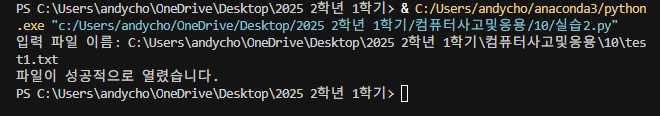 PS C:\Users\andycho\OneDrive\Desktop\2025 2학년 1학기> & C:/Users/andycho/anaconda3/python
.exe "c:/Users/andycho/OneDrive/Desktop/2025 2학년 1학기/컴퓨터사고및응용/10/실습2.py"
입력 파일 이름: C:\Users\andycho\OneDrive\Desktop\2025 2학년 1학기\컴퓨터사고및응용\10\tes
t1.txt
파일이 성공적으로 열렸습니다.
PS C:\Users\andycho\OneDrive\Desktop\2025 2학년 1학기>